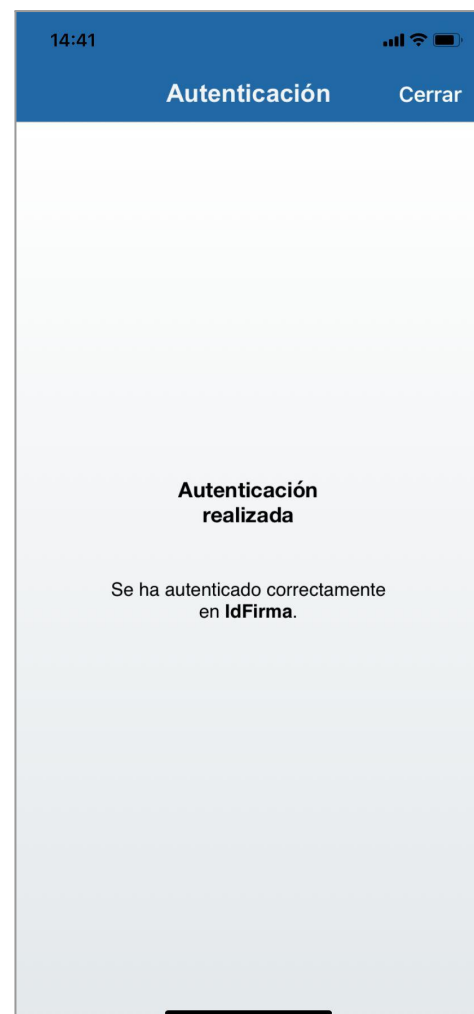 14:41
Autenticación Cerrar
Autenticación
realizada
Se ha autenticado correctamente
en IdFirma.